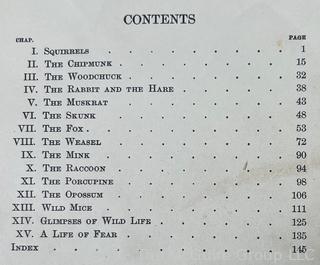 CONTENTS
CHAP. PAGE
I. SQUIRRELS . . . . . . . . 1
II. THE CHIPMUNK . . . . . . . 15
III. THE WOODCHUCK . . . . . . 32
IV. THE RABBIT AND THE HARE . . . . 38
V. THE MUSKRAT . . . . . . . 43
VI. THE SKUNK . . . . . . . 48
VII. THE FOX . . . . . . . . 53
VIII. THE WEASEL . . . . . . . 72
IX. THE MINK . . . . . . . 90
X. THE RACCOON . . . . . . . 94
XI. THE PORCUPINE . . . . . . 98
XII. THE OPOSSUM . . . . . . . 106
XIII. WILD MICE . . . . . . . 111
XIV. GLIMPSES OF WILD LIFE . . . . . 125
XV. A LIFE OF FEAR . . . . . . 135
INDEX . . . . . . . . . 145